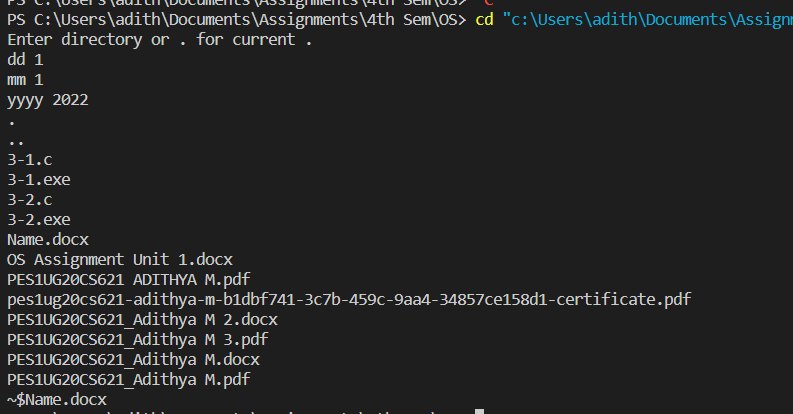 PS C:\Users\adith\Documents\Assignments\4th Sem\OS> ^C
PS C:\Users\adith\Documents\Assignments\4th Sem\OS> cd "c:\Users\adith\Documents\Assignm
Enter directory or . for current .
dd 1
mm 1
yyyy 2022
.
..
3-1.c
3-1.exe
3-2.c
3-2.exe
Name.docx
OS Assignment Unit 1.docx
PES1UG20CS621 ADITHYA M.pdf
pes1ug20cs621-adithya-m-b1dbf741-3c7b-459c-9aa4-34857ce158d1-certificate.pdf
PES1UG20CS621_Adithya M 2.docx
PES1UG20CS621_Adithya M 3.pdf
PES1UG20CS621_Adithya M.docx
PES1UG20CS621_Adithya M.pdf
~$Name.docx